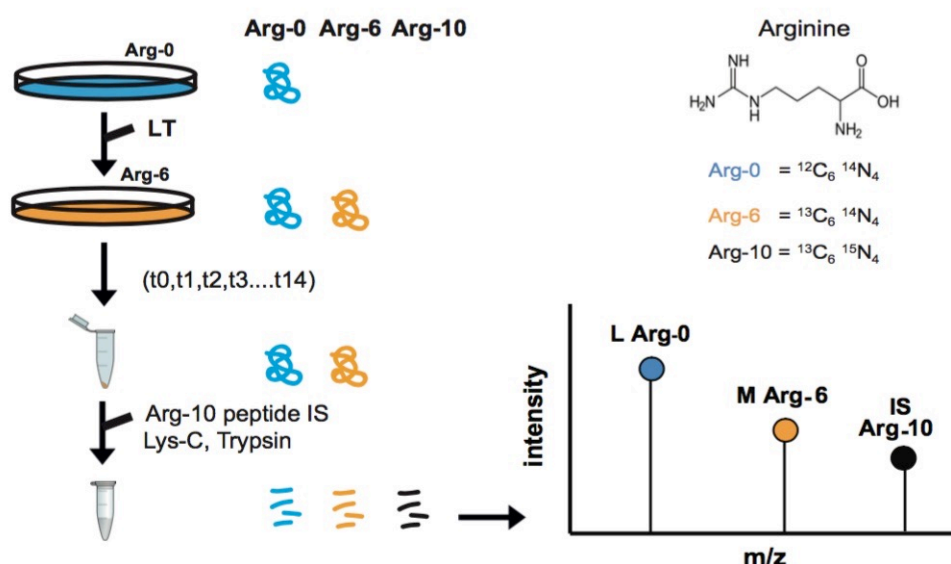 Arg-0 Arg-6 Arg-10
Arg-0
LT
Arg-6
(t0,t1,t2,t3....t14)
Arg-10 peptide IS
Lys-C, Trypsin
Arginine
NH
O
H₂N
N
H
OH
NH₂
Arg-0 = ¹²C₆ ¹⁴N₄
Arg-6 = ¹³C₆ ¹⁴N₄
Arg-10 = ¹³C₆ ¹⁵N₄
L Arg-0
M Arg-6
IS
Arg-10
intensity
m/z